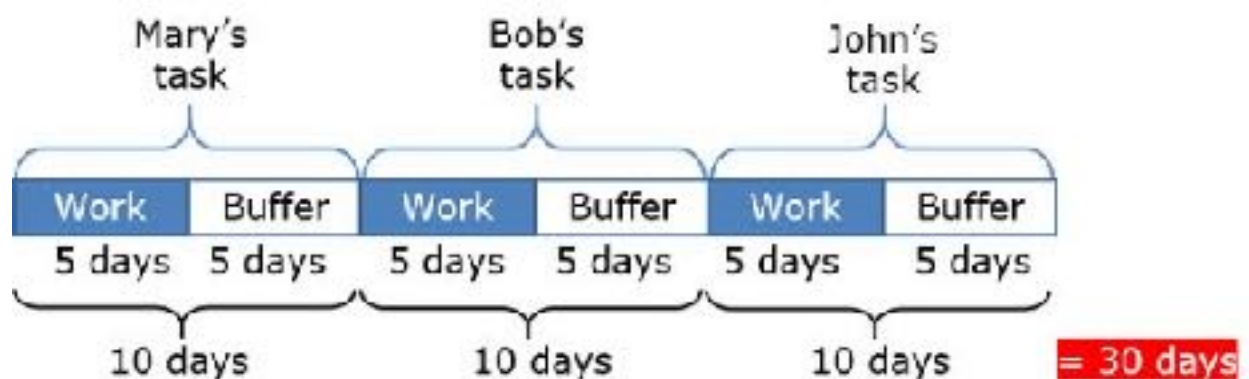 Mary's
task
Bob's
task
John's
task
Work Buffer Work Buffer Work Buffer
5 days 5 days 5 days 5 days 5 days 5 days
10 days 10 days 10 days = 30 days